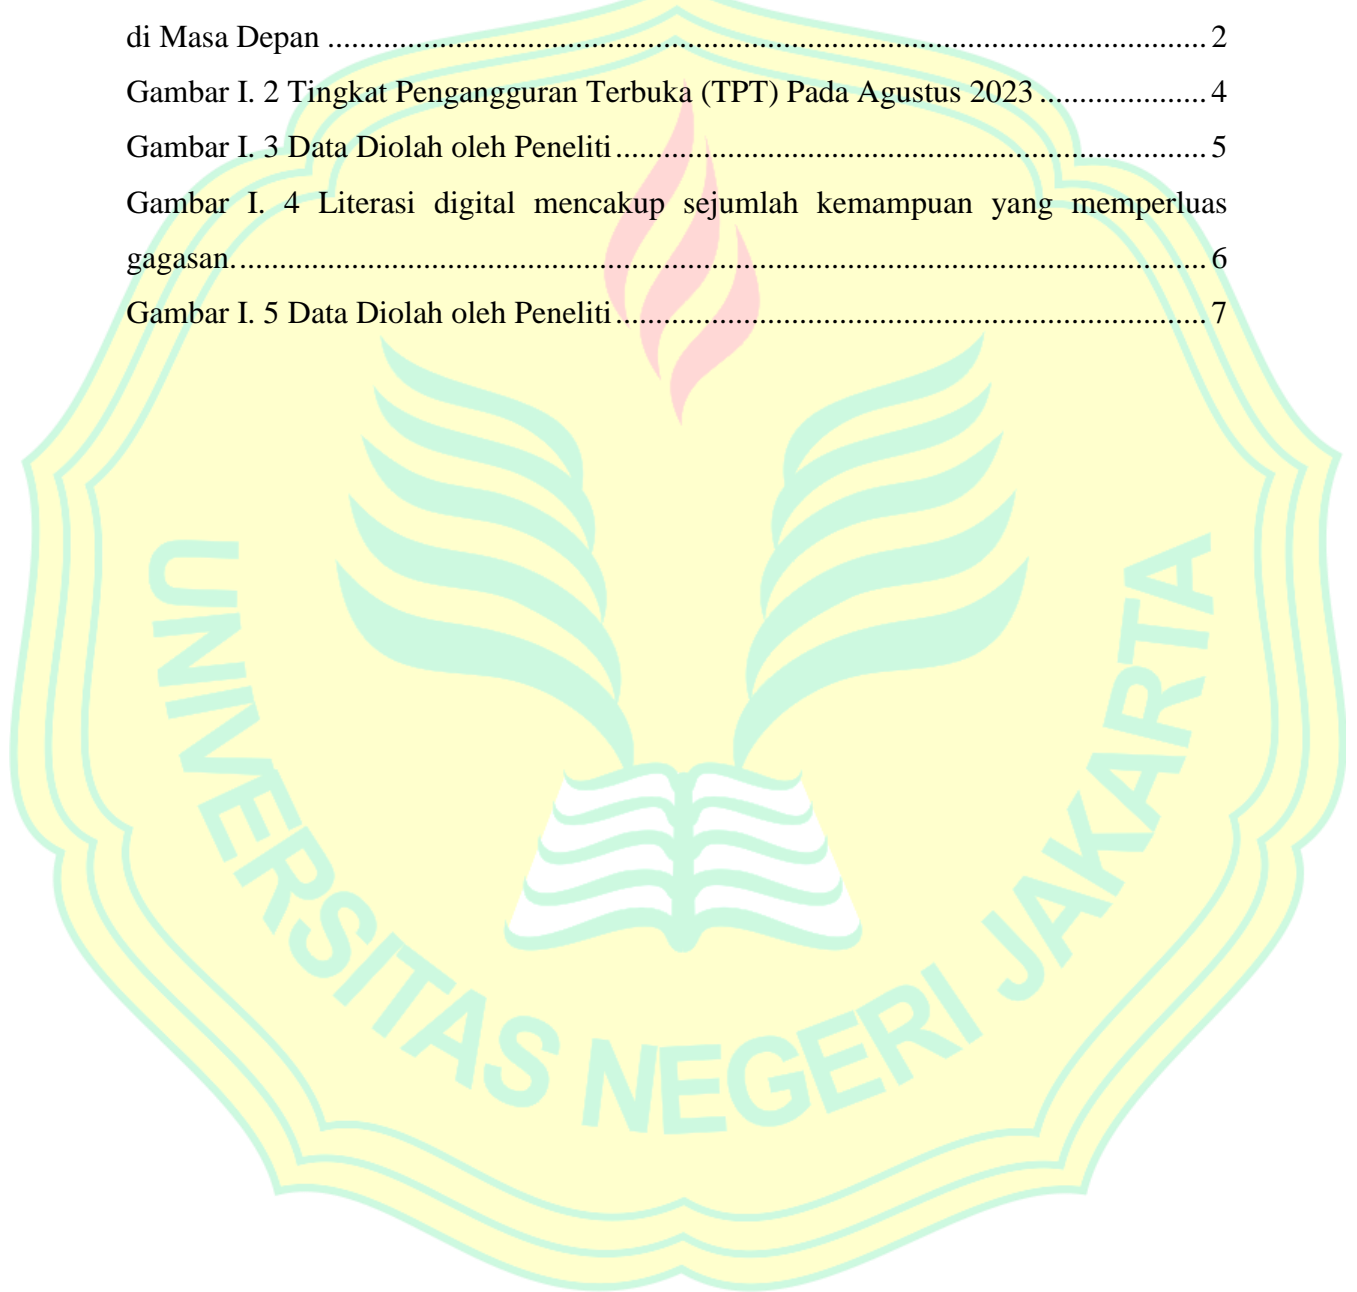 di Masa Depan ........................................................................................................... 2
Gambar I. 2 Tingkat Pengangguran Terbuka (TPT) Pada Agustus 2023 ..................... 4
Gambar I. 3 Data Diolah oleh Peneliti ........................................................................ 5
Gambar I. 4 Literasi digital mencakup sejumlah kemampuan yang memperluas
gagasan. ....................................................................................................................... 6
Gambar I. 5 Data Diolah oleh Peneliti ........................................................................ 7
UNIVERSITAS NEGERI JAKARTA